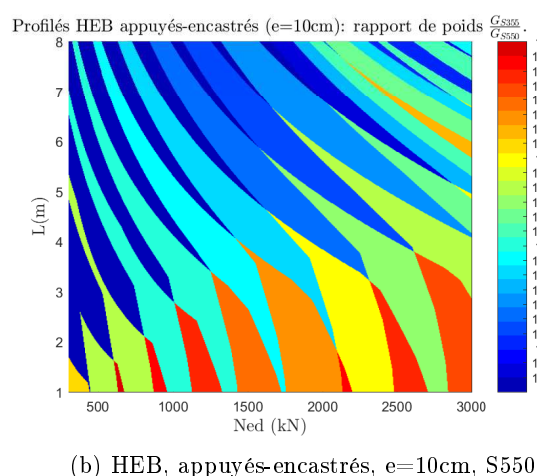 Profilés HEB appuyés-encastrés (e=10cm): rapport de poids G_S355/G_S550.
8
7
6
5
4
3
2
1
L(m)
500 1000 1500 2000 2500 3000
Ned (kN)
(b) HEB, appuyés-encastrés, e=10cm, S550